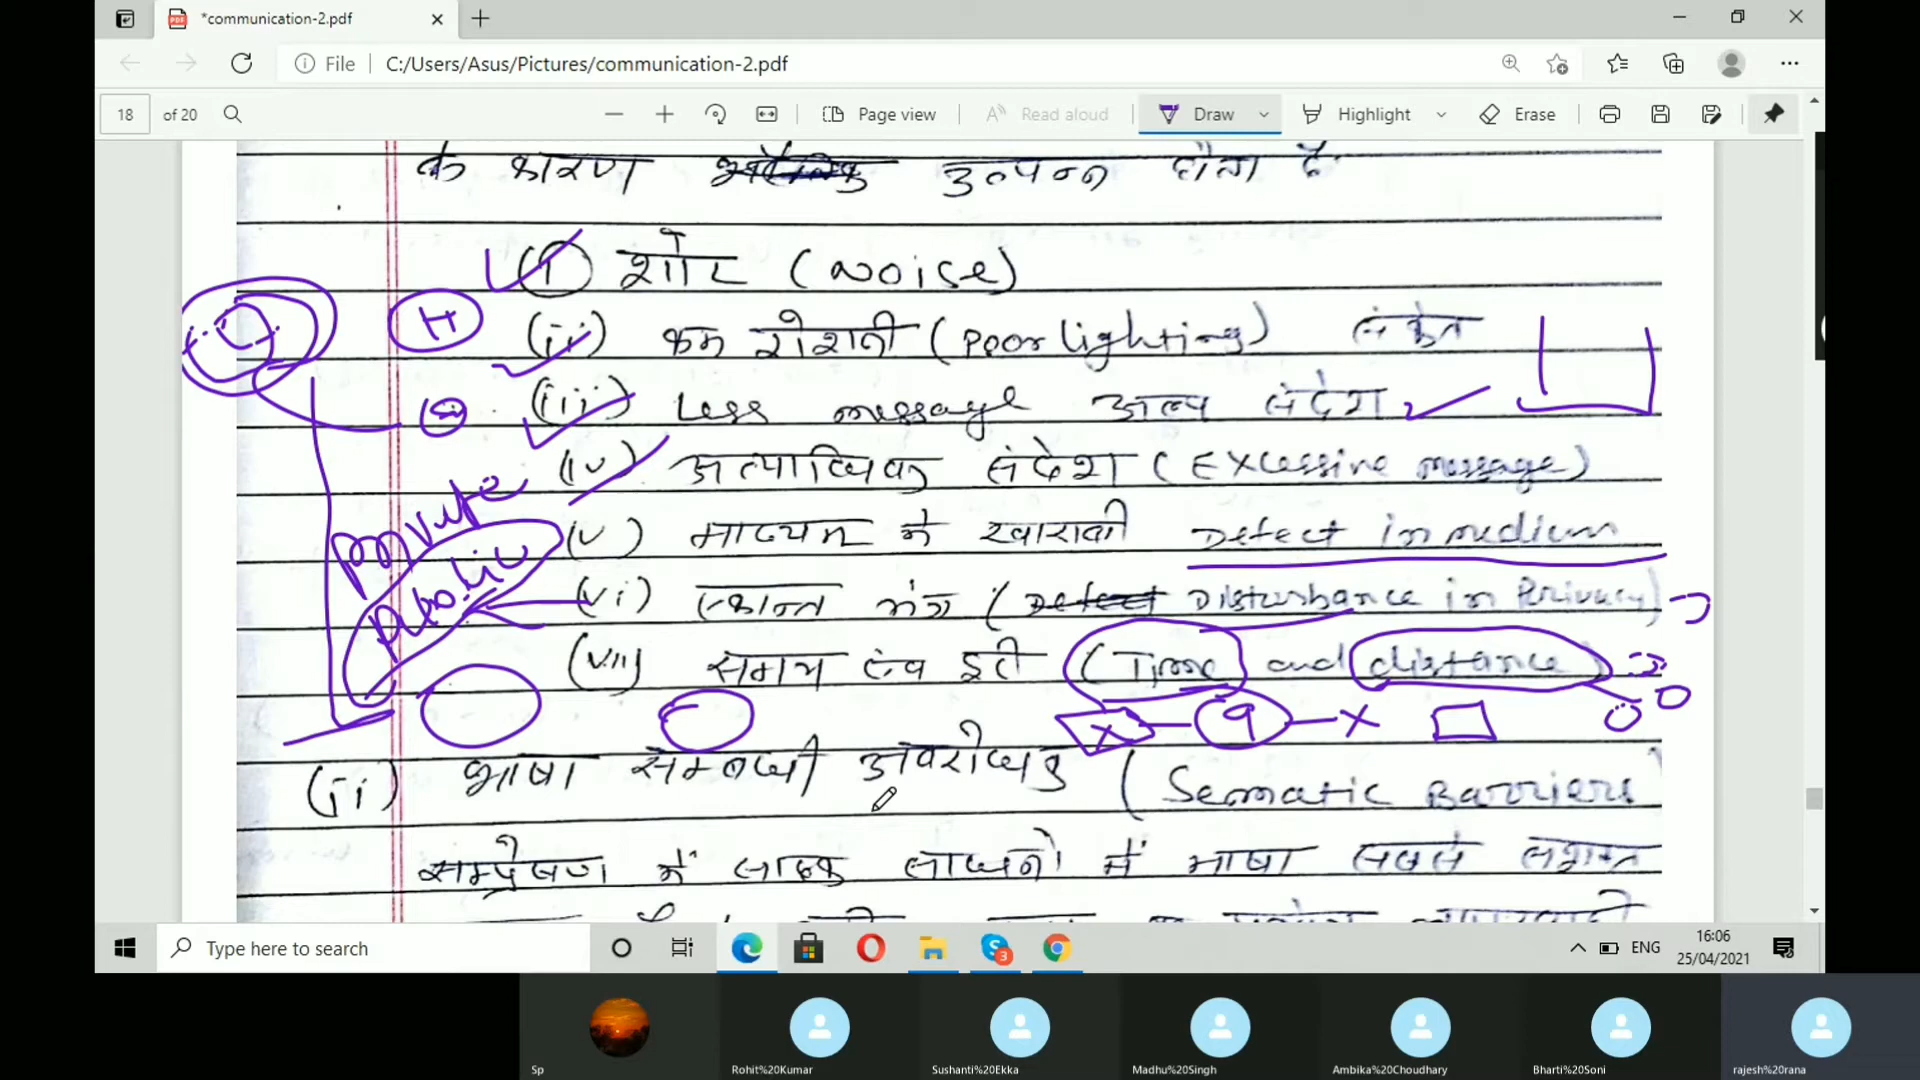 *communication-2.pdf
File C:/Users/Asus/Pictures/communication-2.pdf
18 of 20 Page view Read aloud Draw Highlight Erase
के कारण उत्पन्न होता है
(i) शोर (Noise)
H (ii) कम रोशनी (Poor lighting) संकेत
(iii) Less message अल्प संदेश
(iv) अत्याधिक संदेश (Excessive message)
private
(v) माध्यम में खाराबी Defect in medium
public
(vi) एकान्त भंग (Defect Disturbance in Privacy)
(vii) समय एंव दूरी (Time and distance)
x 9 x
(ii) भाषा सम्बन्धी अवरोधक (Sematic Barriers
सम्प्रेषण में साधनो में भाषा सबसे सशक्त
Type here to search
ENG 16:06
25/04/2021
3
Sp Rohit%20Kumar Sushanti%20Ekka Madhu%20Singh Ambika%20Choudhary Bharti%20Soni rajesh%20rana